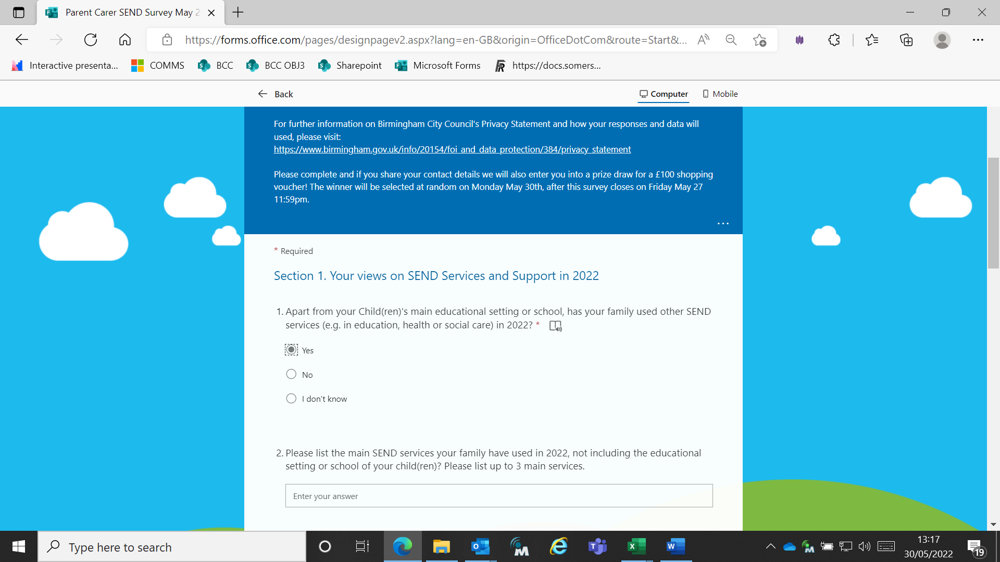 Parent Carer SEND Survey May 2
https://forms.office.com/pages/designpagev2.aspx?lang=en-GB&origin=OfficeDotCom&route=Start&...
Interactive presenta...
COMMS
BCC
BCC OBJ3
Sharepoint
Microsoft Forms
https://docs.somers...
Back
Computer
Mobile
For further information on Birmingham City Council's Privacy Statement and how your responses and data will
used, please visit:
https://www.birmingham.gov.uk/info/20154/foi_and_data_protection/384/privacy_statement
Please complete and if you share your contact details we will also enter you into a prize draw for a £100 shopping
voucher! The winner will be selected at random on Monday May 30th, after this survey closes on Friday May 27
11:59pm.
* Required
Section 1. Your views on SEND Services and Support in 2022
1. Apart from your Child(ren)'s main educational setting or school, has your family used other SEND
services (e.g. in education, health or social care) in 2022? *
Yes
No
I don't know
2. Please list the main SEND services your family have used in 2022, not including the educational
setting or school of your child(ren)? Please list up to 3 main services.
Enter your answer
Type here to search
13:17
30/05/2022
19